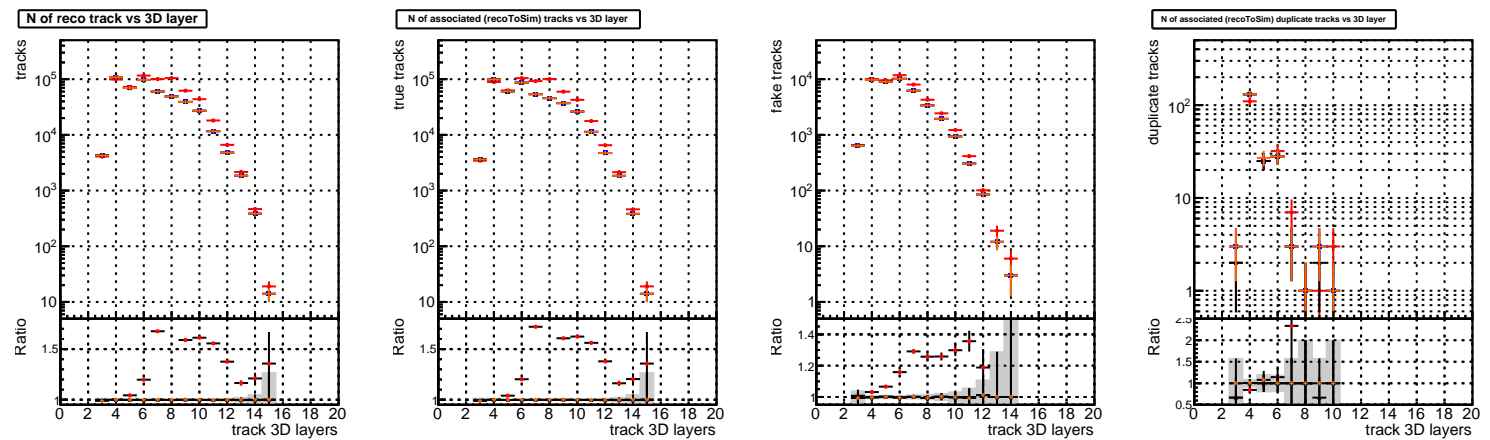 N of reco track vs 3D layer
tracks
10^5
10^4
10^3
10^2
10
1
Ratio
1.5
1
0 2 4 6 8 10 12 14 16 18 20
track 3D layers
N of associated (recoToSim) tracks vs 3D layer
true tracks
10^5
10^4
10^3
10^2
10
1
Ratio
1.5
1
0 2 4 6 8 10 12 14 16 18 20
track 3D layers
fake tracks
10^4
10^3
10^2
10
1
Ratio
1.4
1.2
1
0 2 4 6 8 10 12 14 16 18 20
track 3D layers
N of associated (recoToSim) duplicate tracks vs 3D layer
duplicate tracks
10^2
10
1
Ratio
2.5
2
1.5
1
0.5
0 2 4 6 8 10 12 14 16 18 20
track 3D layers